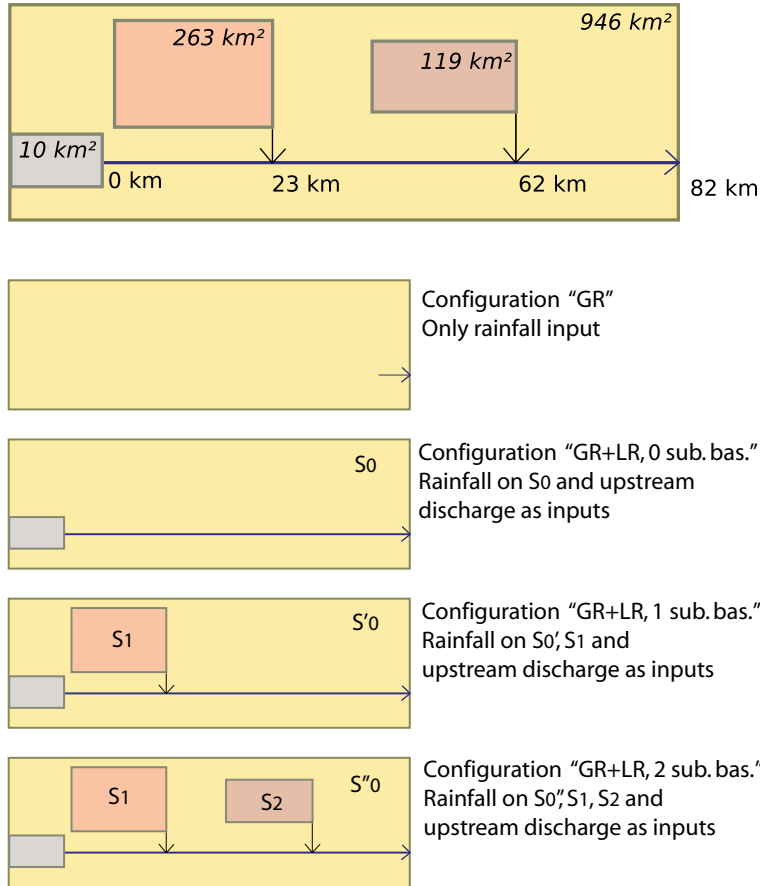 946 km²
263 km²
119 km²
10 km²
0 km
23 km
62 km
82 km
Configuration “GR”
Only rainfall input
S0
Configuration “GR+LR, 0 sub. bas.”
Rainfall on S0 and upstream
discharge as inputs
S1
S'0
Configuration “GR+LR, 1 sub. bas.”
Rainfall on S0', S1 and
upstream discharge as inputs
S1
S2
S"0
Configuration “GR+LR, 2 sub. bas.”
Rainfall on S0", S1, S2 and
upstream discharge as inputs